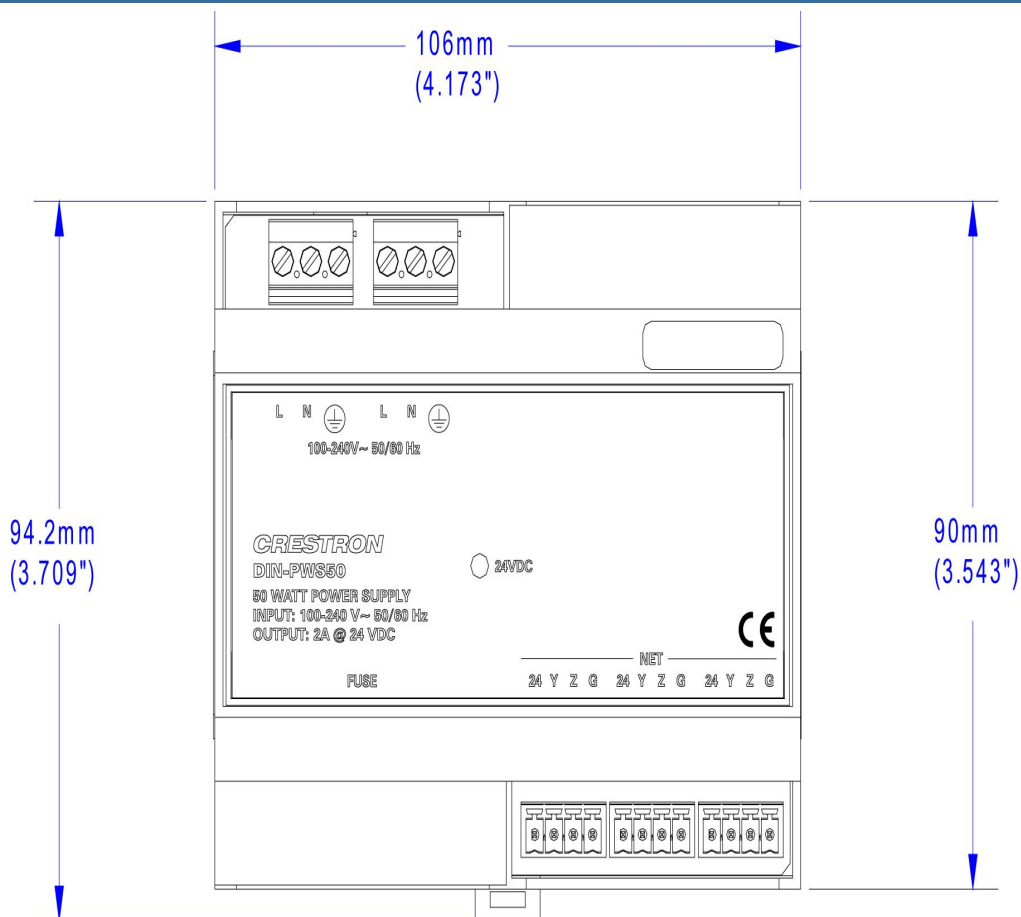 106mm
(4.173")
L N L N
100-240V~ 50/60 Hz
94.2mm
(3.709")
90mm
(3.543")
CRESTRON
DIN-PWS50
24VDC
50 WATT POWER SUPPLY
INPUT: 100-240 V~ 50/60 Hz
OUTPUT: 2A @ 24 VDC
CE
NET
FUSE
24 Y Z G 24 Y Z G 24 Y Z G